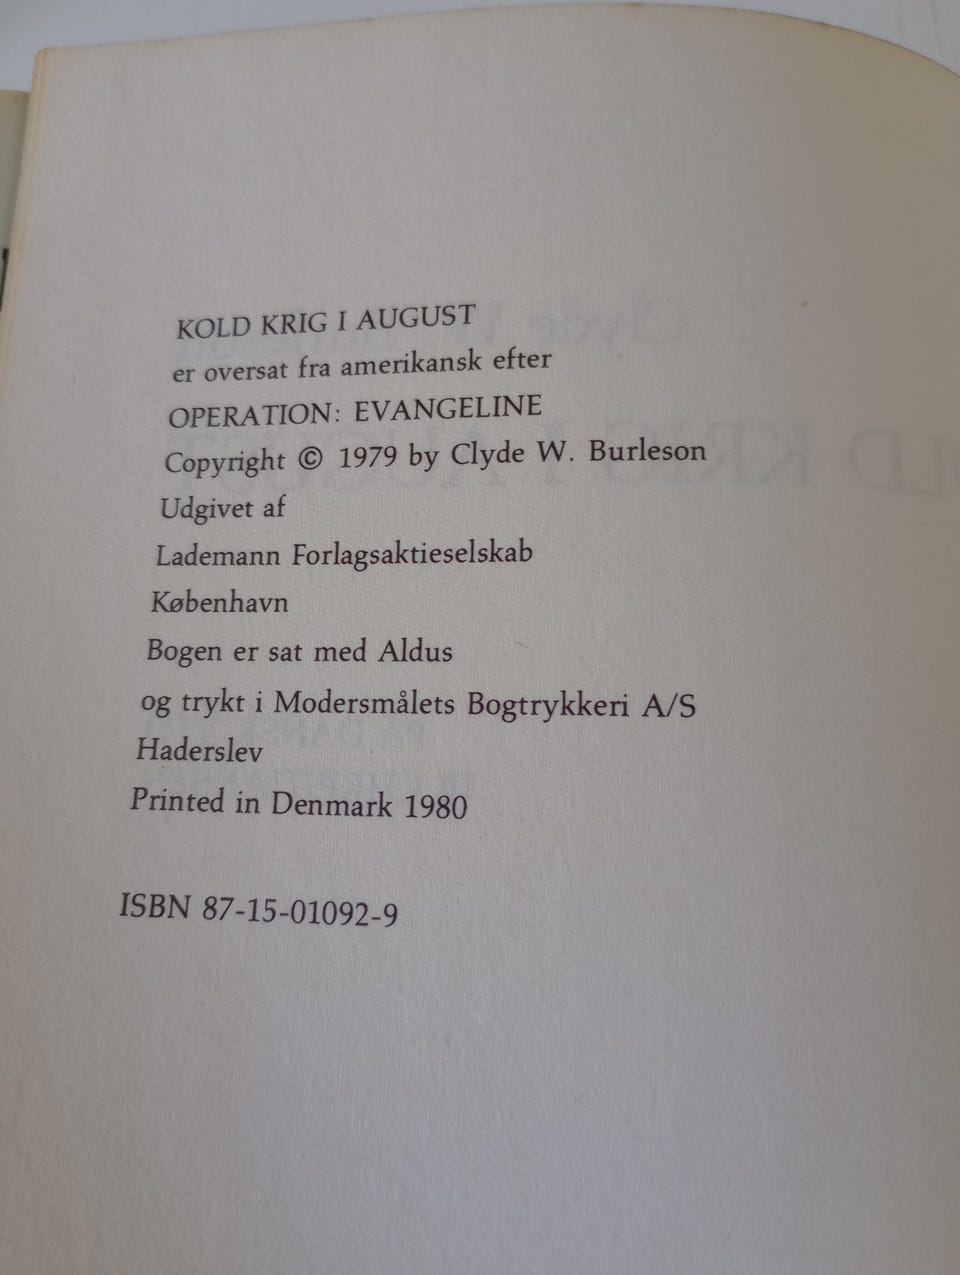 KOLD KRIG I AUGUST
er oversat fra amerikansk efter
OPERATION: EVANGELINE
Copyright © 1979 by Clyde W. Burleson
Udgivet af
Lademann Forlagsaktieselskab
København
Bogen er sat med Aldus
og trykt i Modersmålets Bogtrykkeri A/S
Haderslev
Printed in Denmark 1980
ISBN 87-15-01092-9